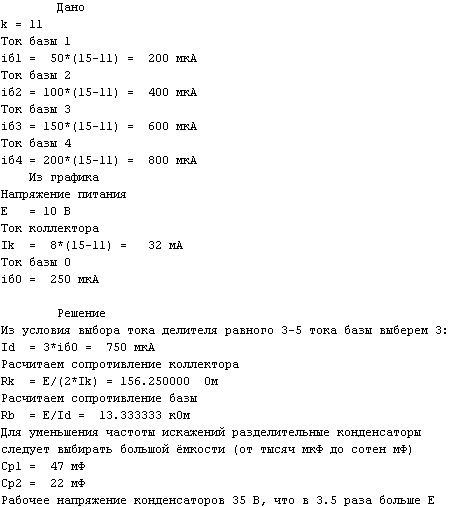 Дано
k = 11
Ток базы 1
iб1 =  50*(15-11) =  200 мкА
Ток базы 2
iб2 = 100*(15-11) =  400 мкА
Ток базы 3
iб3 = 150*(15-11) =  600 мкА
Ток базы 4
iб4 = 200*(15-11) =  800 мкА
Из графика
Напряжение питания
E   = 10 В
Ток коллектора
Ik  =  8*(15-11) =   32 мА
Ток базы 0
iб0 =  250 мкА
Решение
Из условия выбора тока делителя равного 3-5 тока базы выберем 3:
Id  = 3*iб0 =  750 мкА
Расчитаем сопротивление коллектора
Rk  = E/(2*Ik) = 156.250000  Ом
Расчитаем сопротивление базы
Rb  = E/Id =  13.333333 кОм
Для уменьшения частоты искажений разделительные конденсаторы
следует выбирать большой ёмкости (от тысяч мкФ до сотен мФ)
Cp1 =  47 мФ
Cp2 =  22 мФ
Рабочее напряжение конденсаторов 35 В, что в 3.5 раза больше E